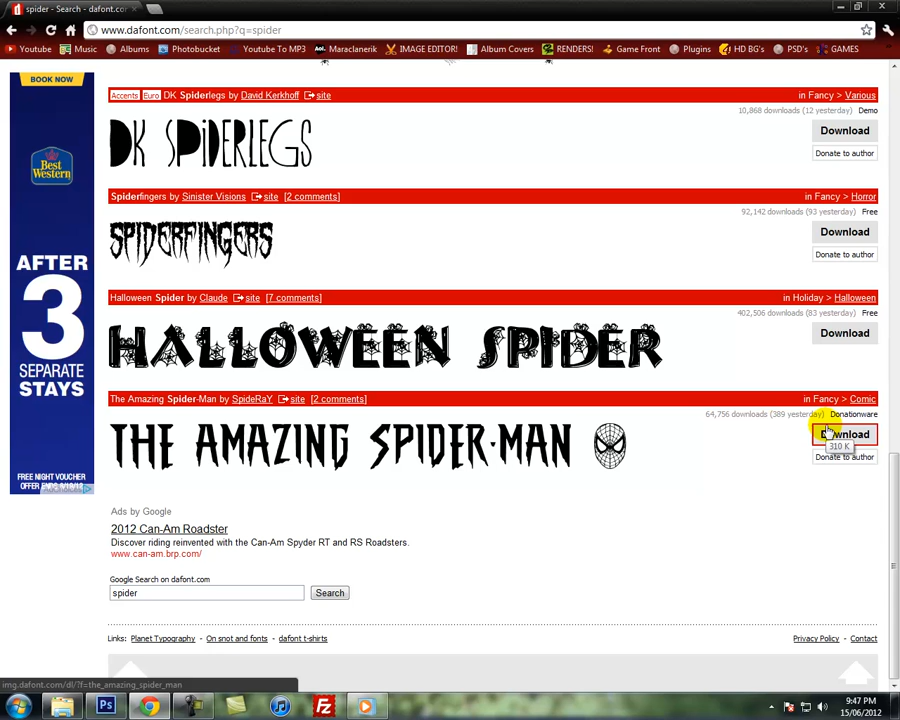 spider - Search - dafont.com
www.dafont.com/search.php?q=spider
Youtube Music Albums Photobucket Youtube To MP3 Maraclanerik IMAGE EDITOR! Album Covers RENDERS! Game Front Plugins HD BG's PSD's GAMES
BOOK NOW
Best Western
AFTER
3
SEPARATE
STAYS
FREE NIGHT VOUCHER
OFFER ENDS 9/9/12
AdChoices
Accents Euro DK Spiderlegs by David Kerkhoff site in Fancy > Various
10,868 downloads (12 yesterday) Demo
DK SPIDERLEGS
Download
Donate to author
Spiderfingers by Sinister Visions site [2 comments] in Fancy > Horror
92,142 downloads (93 yesterday) Free
SPIDERFINGERS
Download
Donate to author
Halloween Spider by Claude site [7 comments] in Holiday > Halloween
402,506 downloads (83 yesterday) Free
HALLOWEEN SPIDER
Download
The Amazing Spider-Man by SpideRaY site [2 comments] in Fancy > Comic
64,756 downloads (389 yesterday) Donationware
THE AMAZING SPIDER-MAN
Download
310 K
Donate to author
Ads by Google
2012 Can-Am Roadster
Discover riding reinvented with the Can-Am Spyder RT and RS Roadsters.
www.can-am.brp.com/
Google Search on dafont.com
spider Search
Links: Planet Typography - On snot and fonts - dafont t-shirts Privacy Policy - Contact
img.dafont.com/dl/?f=the_amazing_spider_man
Ps
Fz
9:47 PM
15/06/2012